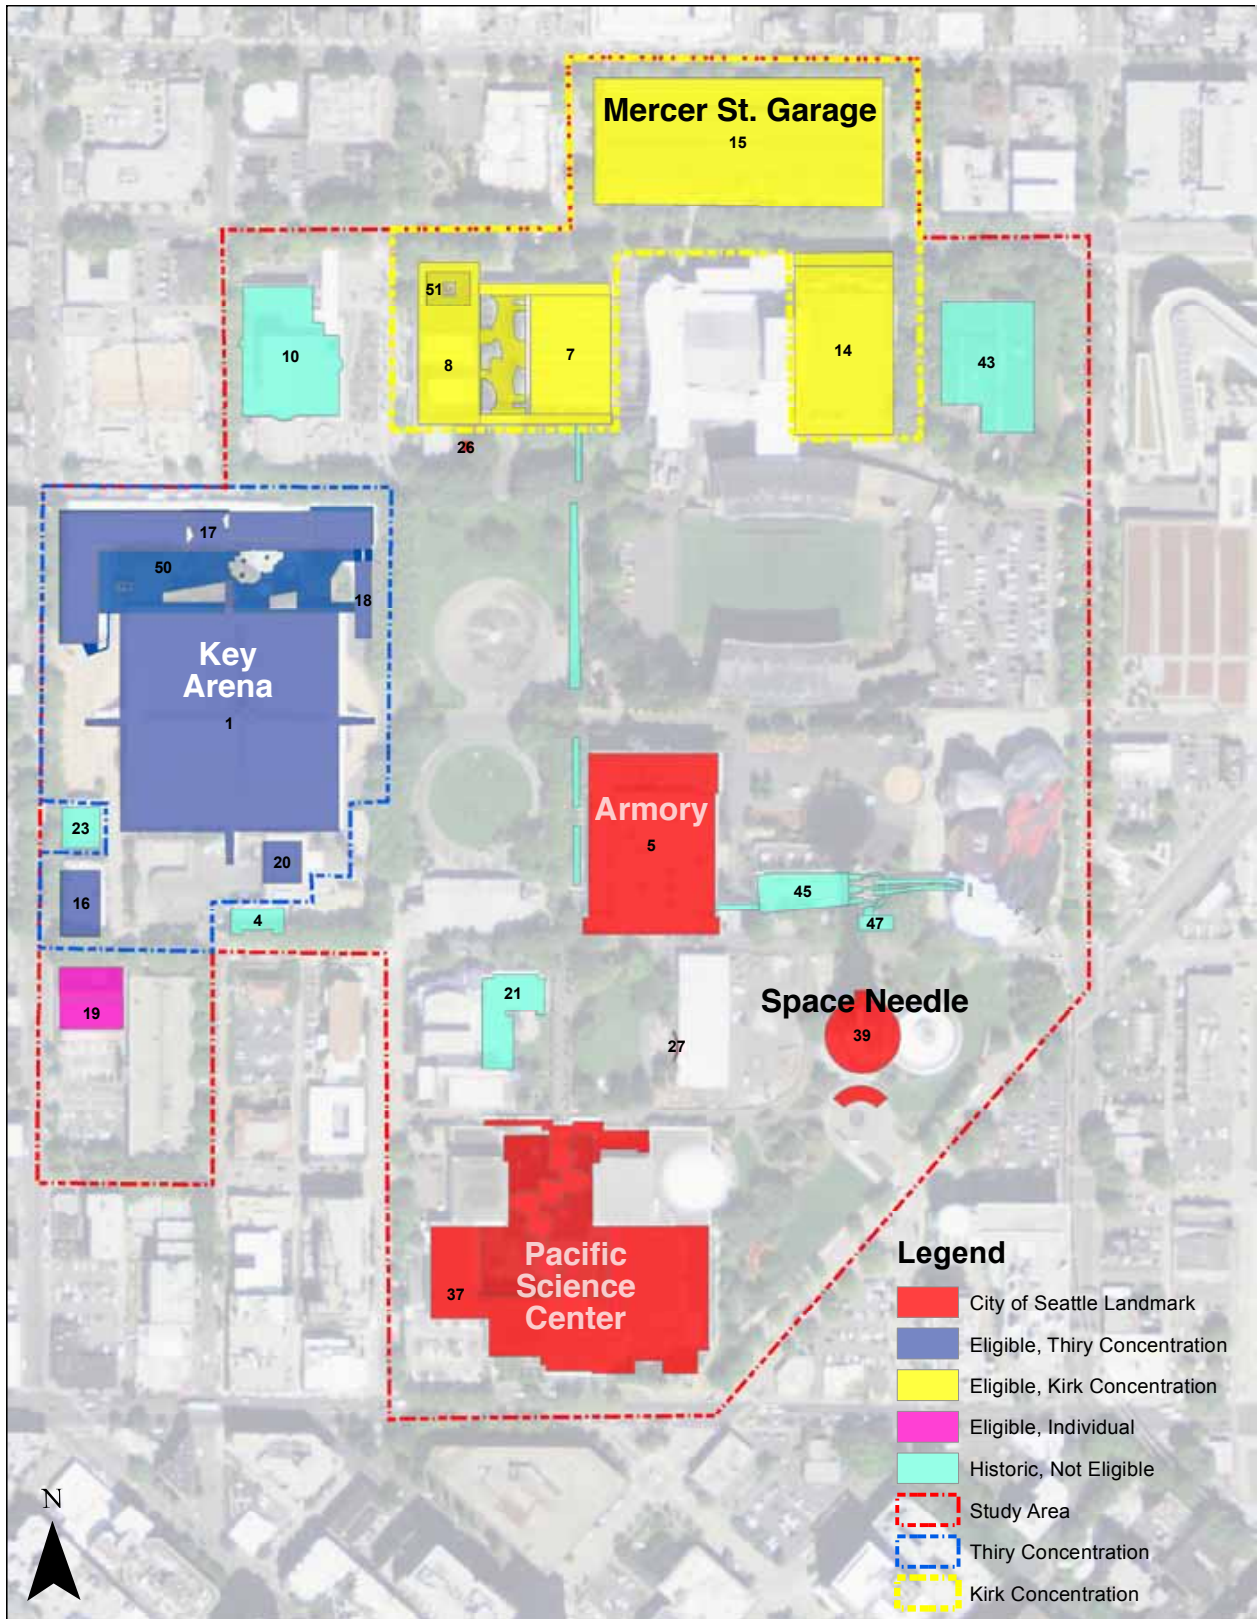 Mercer St. Garage
15
51
10
8
7
14
43
26
17
50
18
Key
Arena
1
Armory
5
23
20
45
16
4
47
21
Space Needle
19
39
27
Pacific
Science
Center
37
Legend
City of Seattle Landmark
Eligible, Thiry Concentration
Eligible, Kirk Concentration
Eligible, Individual
Historic, Not Eligible
Study Area
Thiry Concentration
Kirk Concentration
N